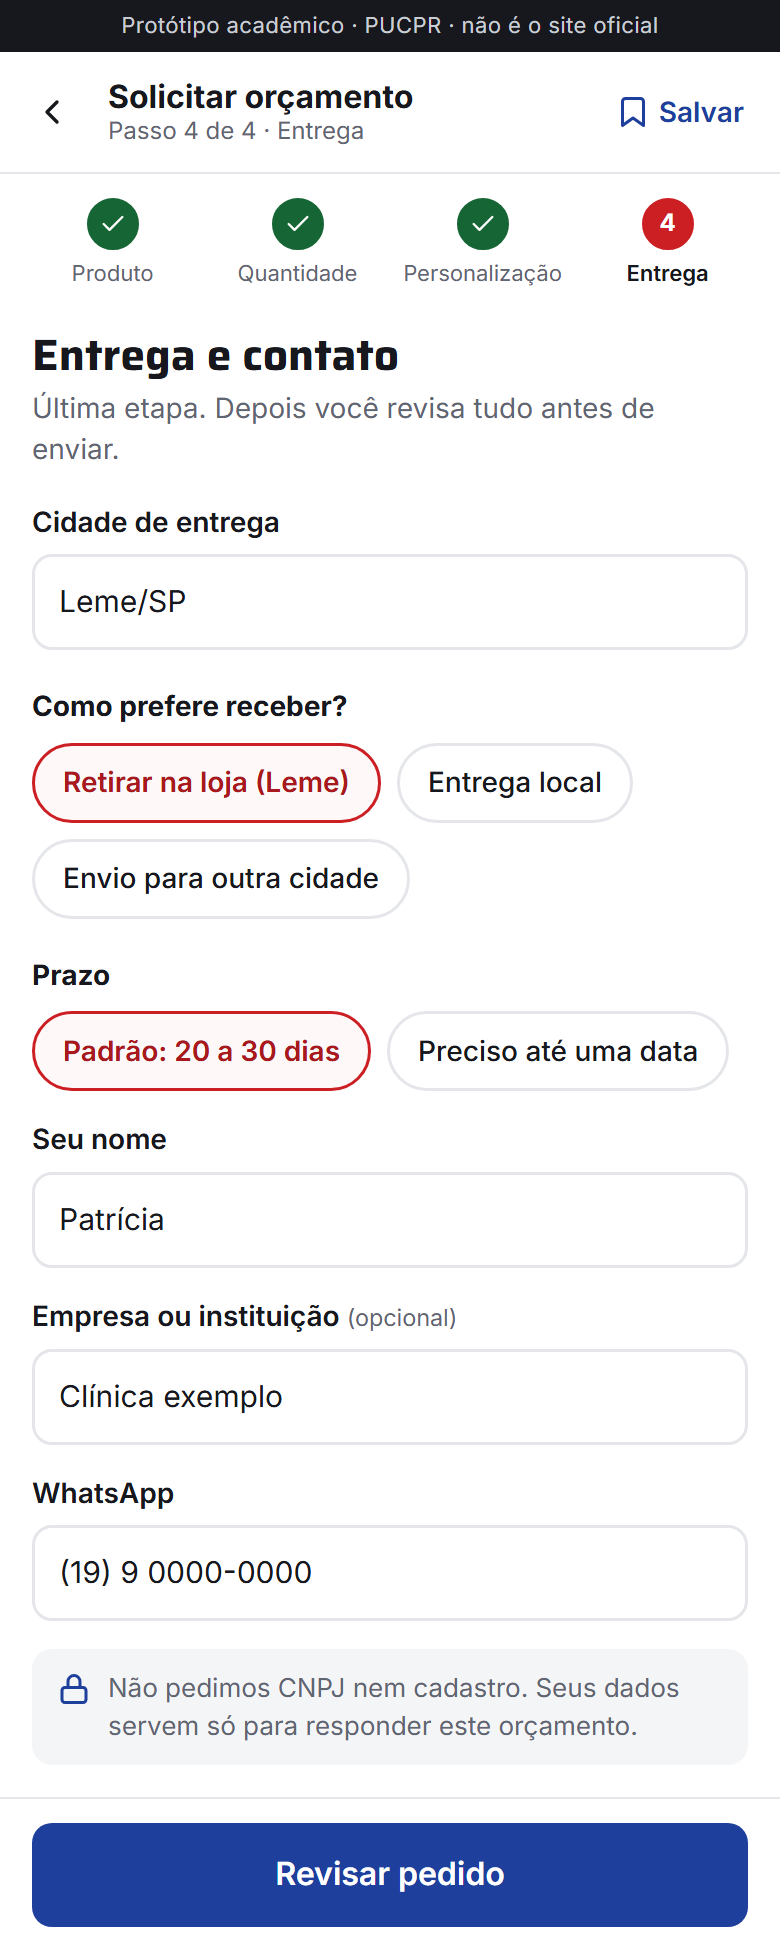 Protótipo acadêmico · PUCPR · não é o site oficial
Solicitar orçamento
Passo 4 de 4 · Entrega
Salvar
Produto
Quantidade
Personalização
4
Entrega
Entrega e contato
Última etapa. Depois você revisa tudo antes de
enviar.
Cidade de entrega
Leme/SP
Como prefere receber?
Retirar na loja (Leme)
Entrega local
Envio para outra cidade
Prazo
Padrão: 20 a 30 dias
Preciso até uma data
Seu nome
Patrícia
Empresa ou instituição (opcional)
Clínica exemplo
WhatsApp
(19) 9 0000-0000
Não pedimos CNPJ nem cadastro. Seus dados
servem só para responder este orçamento.
Revisar pedido